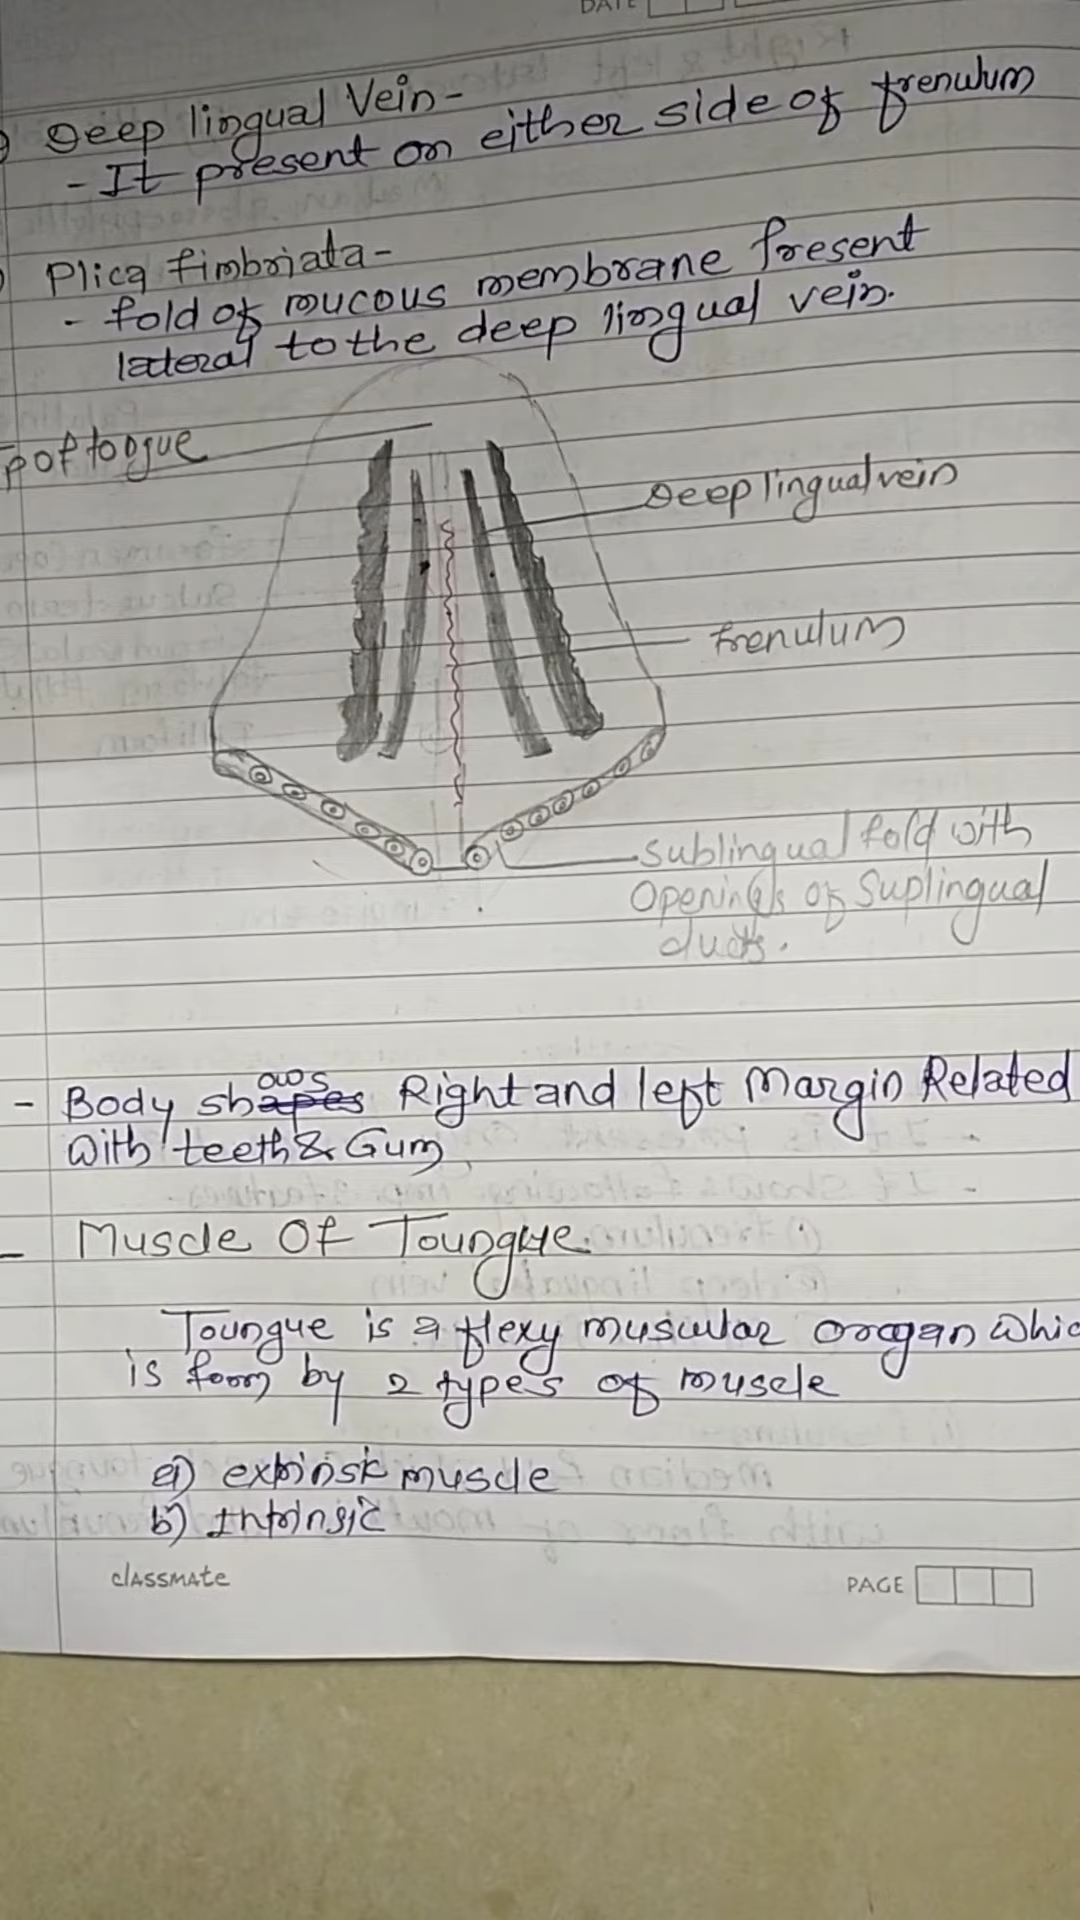 DATE
Deep lingual Vein-
- It present on either side of frenulum
Plica fimbriata-
- fold of mucous membrane Present
lateral to the deep lingual vein.
p of tongue
Deep lingual vein
frenulum
Sublingual fold with
Openings of Suplingual
ducts.
- Body shows Right and left Margin Related
With teeth & Gum
- Muscle Of Toungue.
Toungue is a flexy muscular organ whic
is form by 2 types of muscle
a) extrinsic muscle
b) Intrinsic
classmate
PAGE